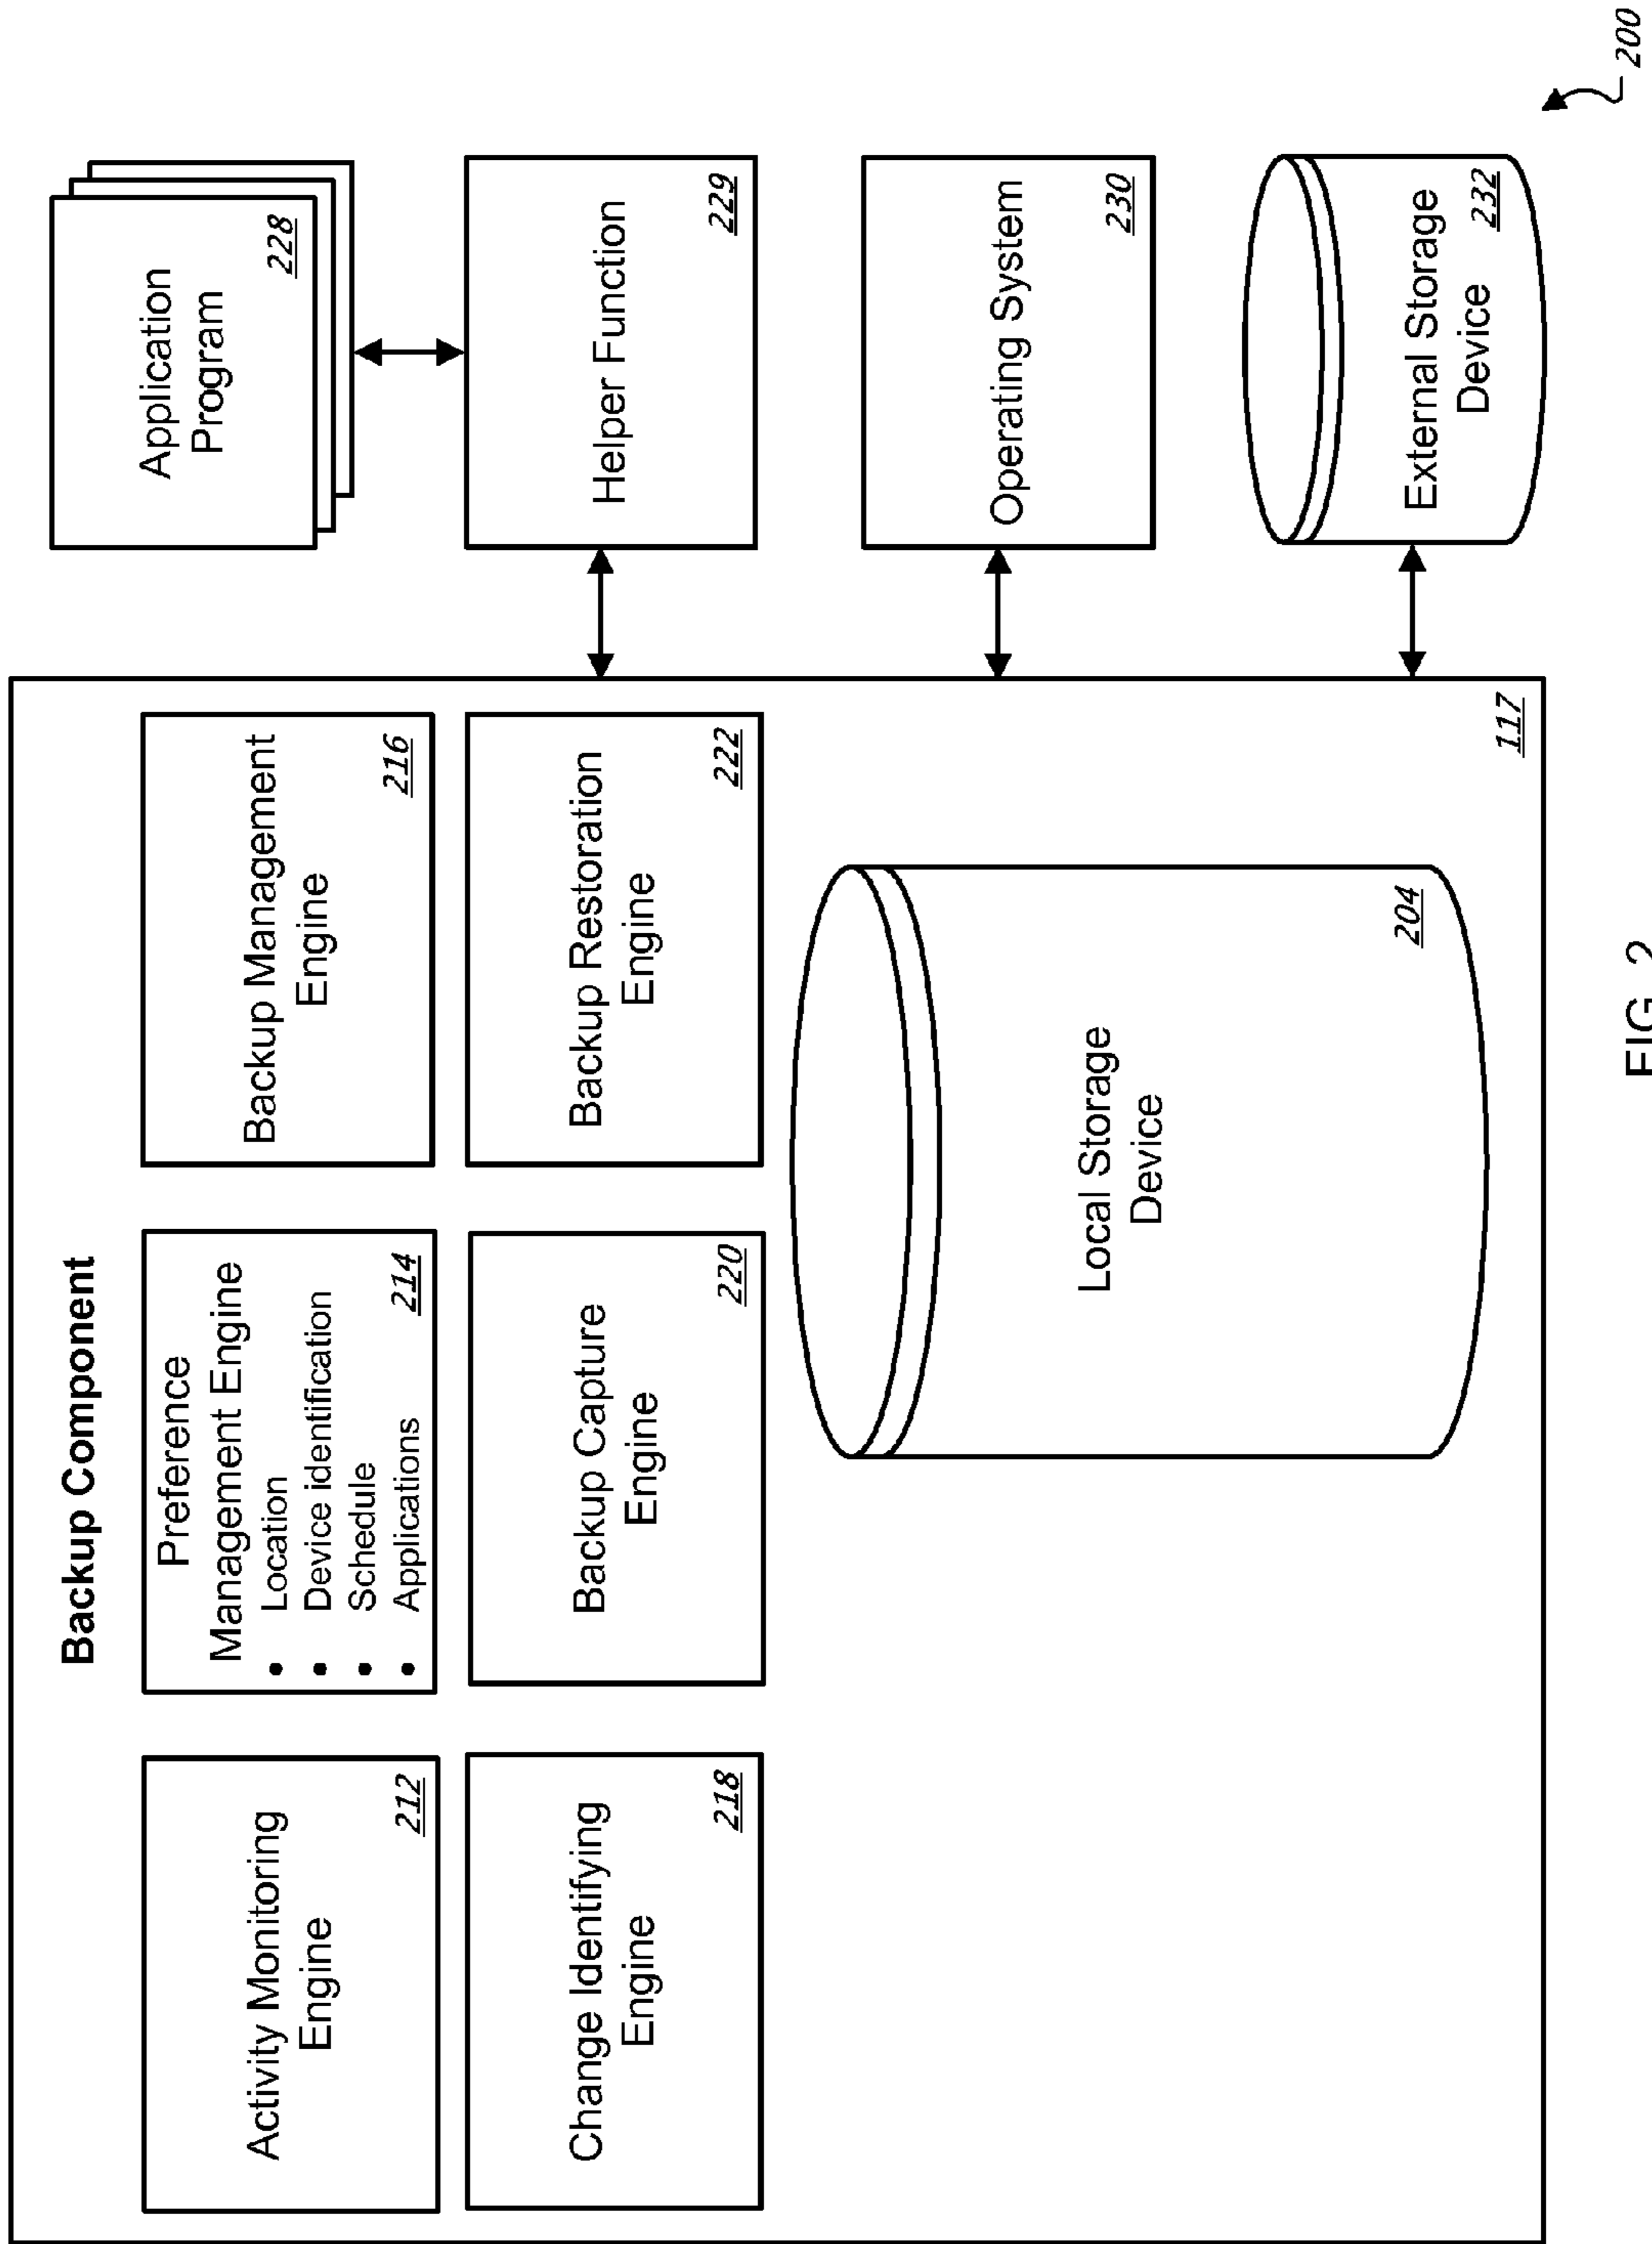 Backup Component
Activity Monitoring
Engine
212
Preference
Management Engine
• Location
• Device identification
• Schedule
• Applications
214
Backup Management
Engine
216
Change Identifying
Engine
218
Backup Capture
Engine
220
Backup Restoration
Engine
222
Local Storage
Device
204
117
Application
Program
228
Helper Function
229
Operating System
230
External Storage
Device
232
200
FIG. 2